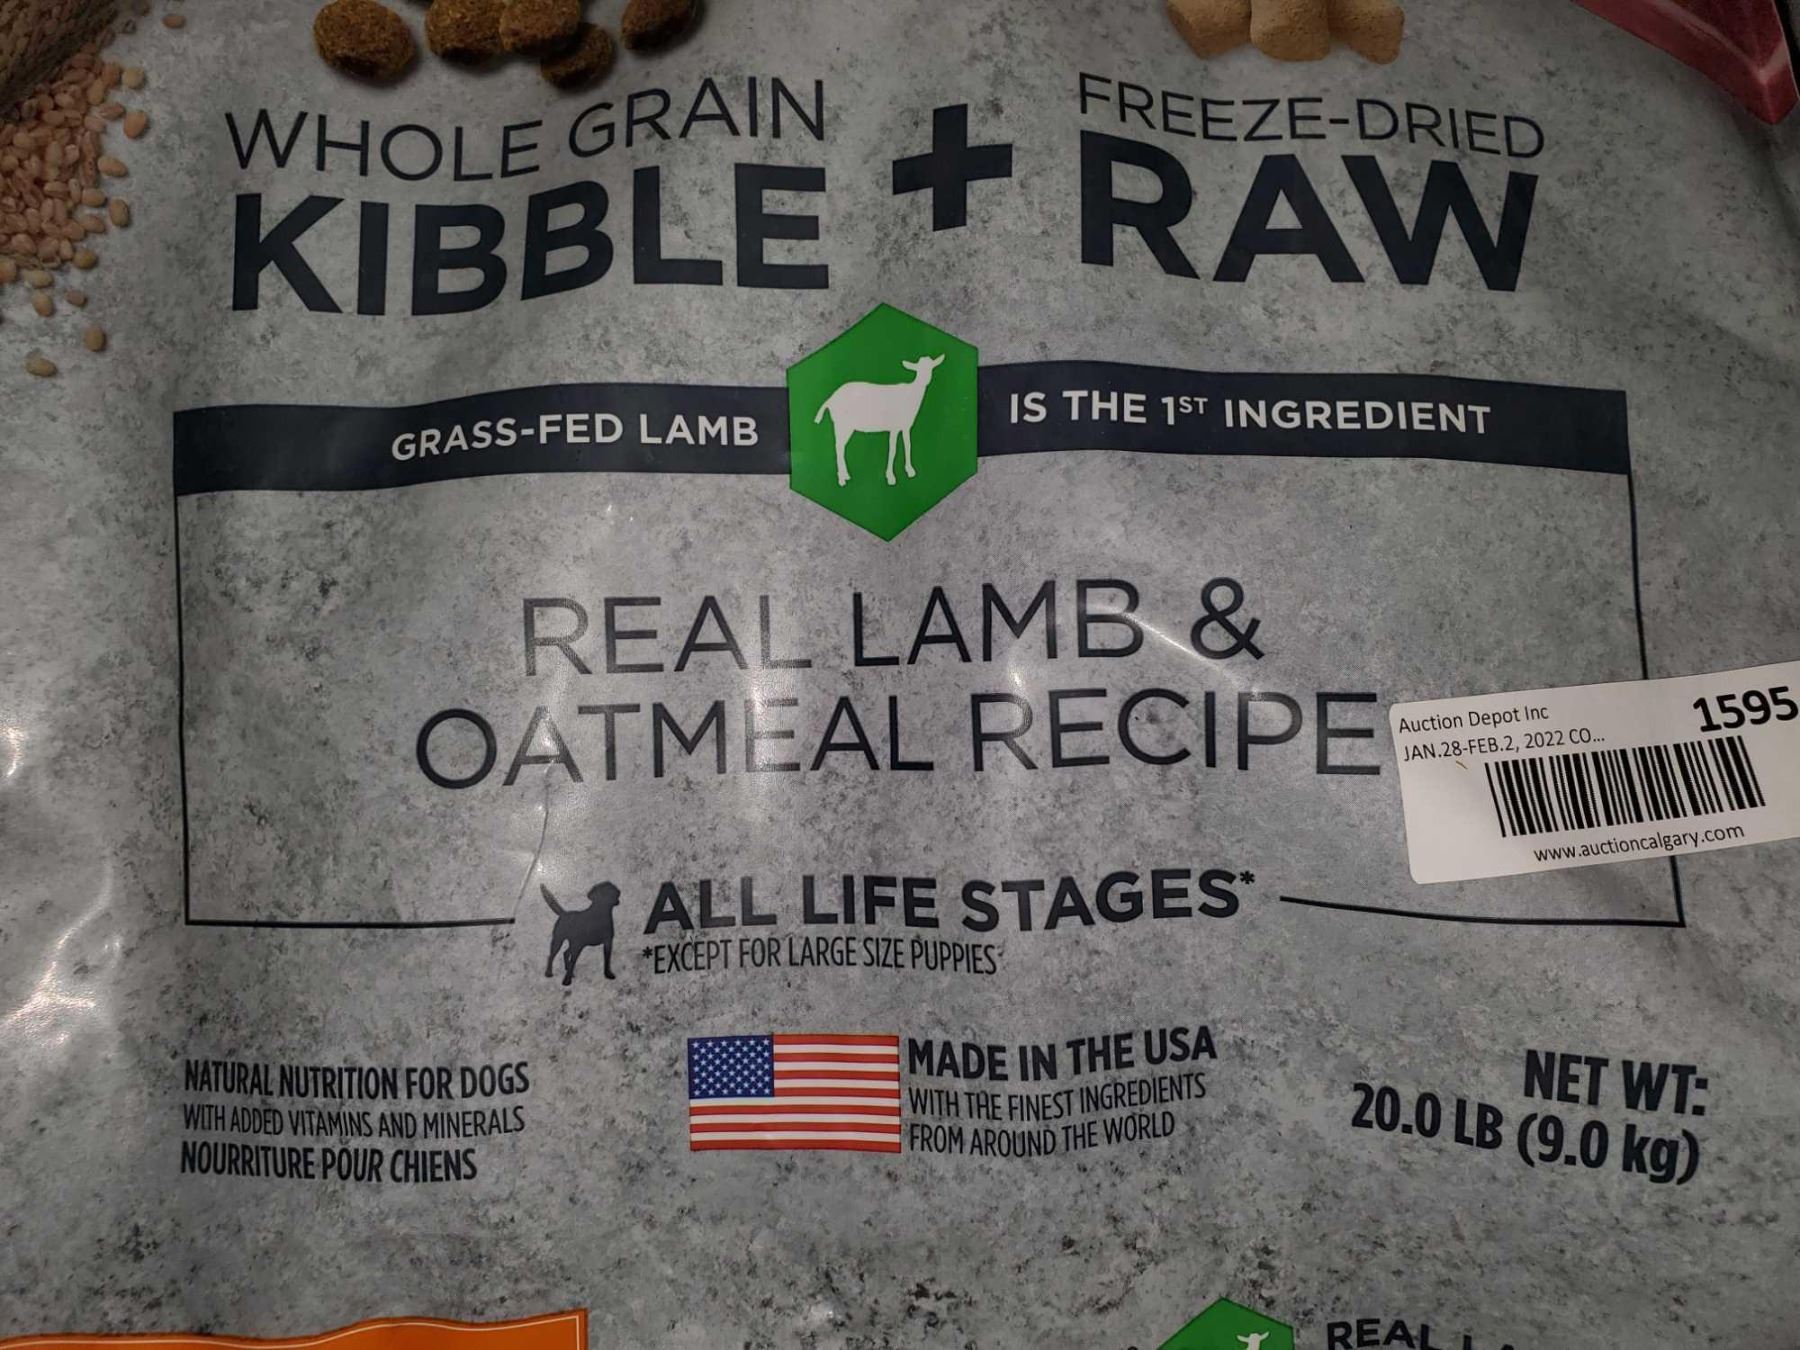 WHOLE GRAIN
KIBBLE
+
FREEZE-DRIED
RAW
GRASS-FED LAMB
IS THE 1ST INGREDIENT
REAL LAMB &
OATMEAL RECIPE
Auction Depot Inc
1595
JAN.28-FEB.2, 2022 CO...
www.auctioncalgary.com
ALL LIFE STAGES*
*EXCEPT FOR LARGE SIZE PUPPIES
NATURAL NUTRITION FOR DOGS
WITH ADDED VITAMINS AND MINERALS
NOURRITURE POUR CHIENS
MADE IN THE USA
WITH THE FINEST INGREDIENTS
FROM AROUND THE WORLD
NET WT:
20.0 LB (9.0 kg)
REAL